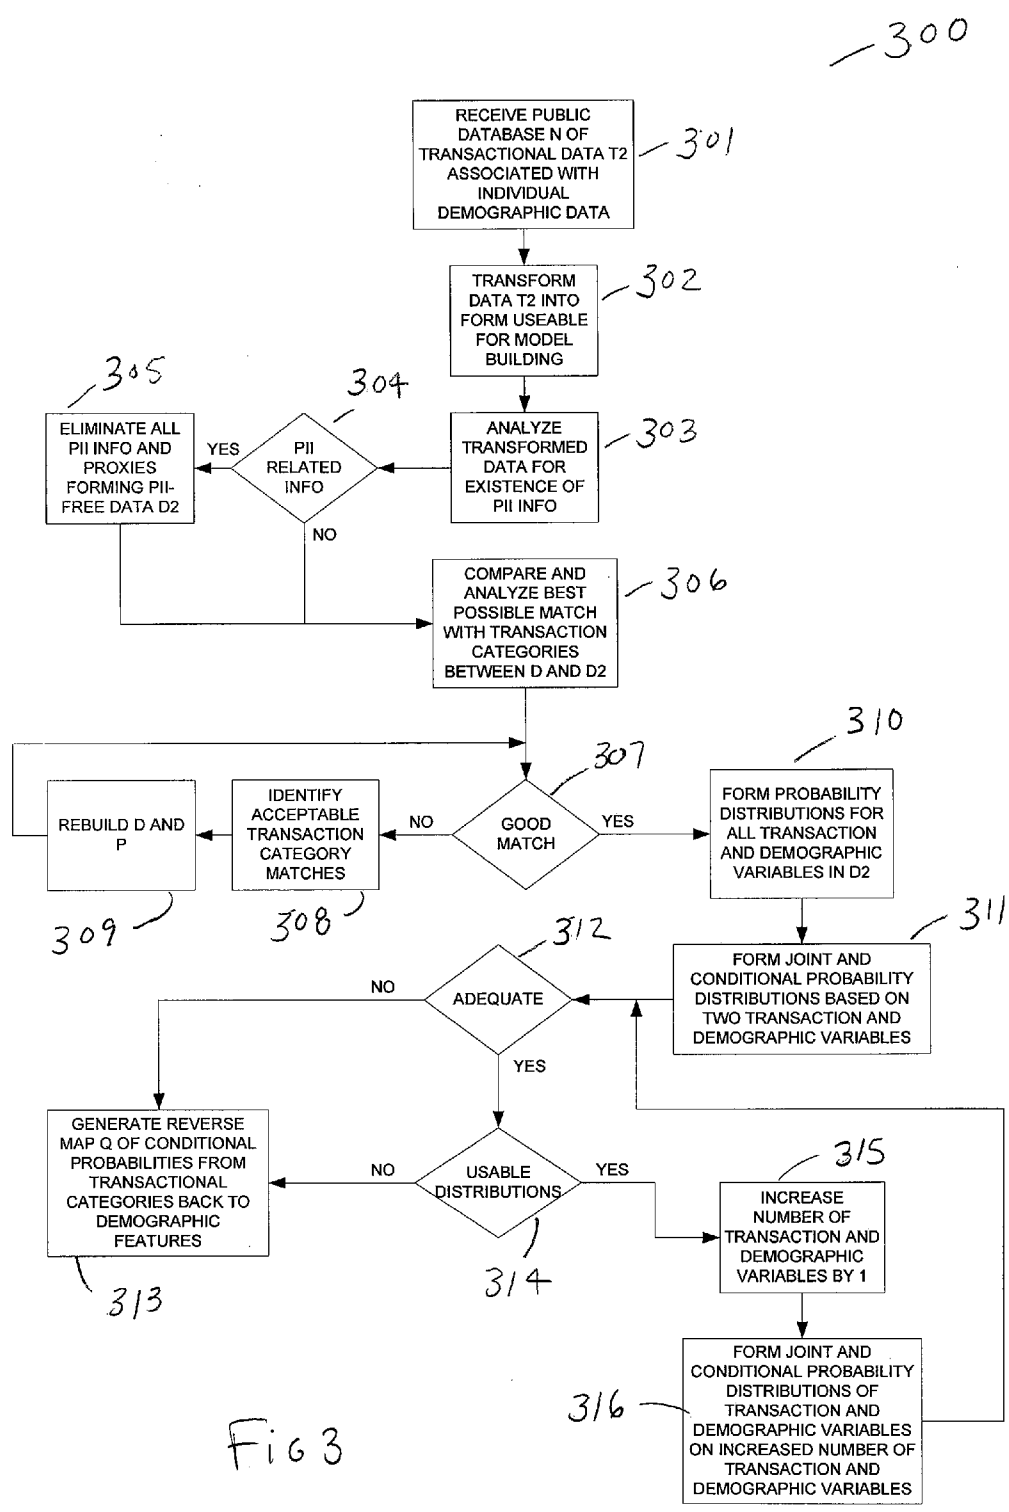 300
RECEIVE PUBLIC
DATABASE N OF
TRANSACTIONAL DATA T2
ASSOCIATED WITH
INDIVIDUAL
DEMOGRAPHIC DATA
301
TRANSFORM
DATA T2 INTO
FORM USEABLE
FOR MODEL
BUILDING
302
305
304
ELIMINATE ALL
PII INFO AND
PROXIES
FORMING PII-
FREE DATA D2
YES
PII
RELATED
INFO
NO
ANALYZE
TRANSFORMED
DATA FOR
EXISTENCE OF
PII INFO
303
COMPARE AND
ANALYZE BEST
POSSIBLE MATCH
WITH TRANSACTION
CATEGORIES
BETWEEN D AND D2
306
307
310
REBUILD D AND
P
309
IDENTIFY
ACCEPTABLE
TRANSACTION
CATEGORY
MATCHES
308
NO
GOOD
MATCH
YES
FORM PROBABILITY
DISTRIBUTIONS FOR
ALL TRANSACTION
AND DEMOGRAPHIC
VARIABLES IN D2
311
312
NO
ADEQUATE
YES
FORM JOINT AND
CONDITIONAL PROBABILITY
DISTRIBUTIONS BASED ON
TWO TRANSACTION AND
DEMOGRAPHIC VARIABLES
GENERATE REVERSE
MAP Q OF CONDITIONAL
PROBABILITIES FROM
TRANSACTIONAL
CATEGORIES BACK TO
DEMOGRAPHIC
FEATURES
313
NO
USABLE
DISTRIBUTIONS
YES
314
315
INCREASE
NUMBER OF
TRANSACTION AND
DEMOGRAPHIC
VARIABLES BY 1
FORM JOINT AND
CONDITIONAL PROBABILITY
DISTRIBUTIONS OF
TRANSACTION AND
DEMOGRAPHIC VARIABLES
ON INCREASED NUMBER OF
TRANSACTION AND
DEMOGRAPHIC VARIABLES
316
FIG 3